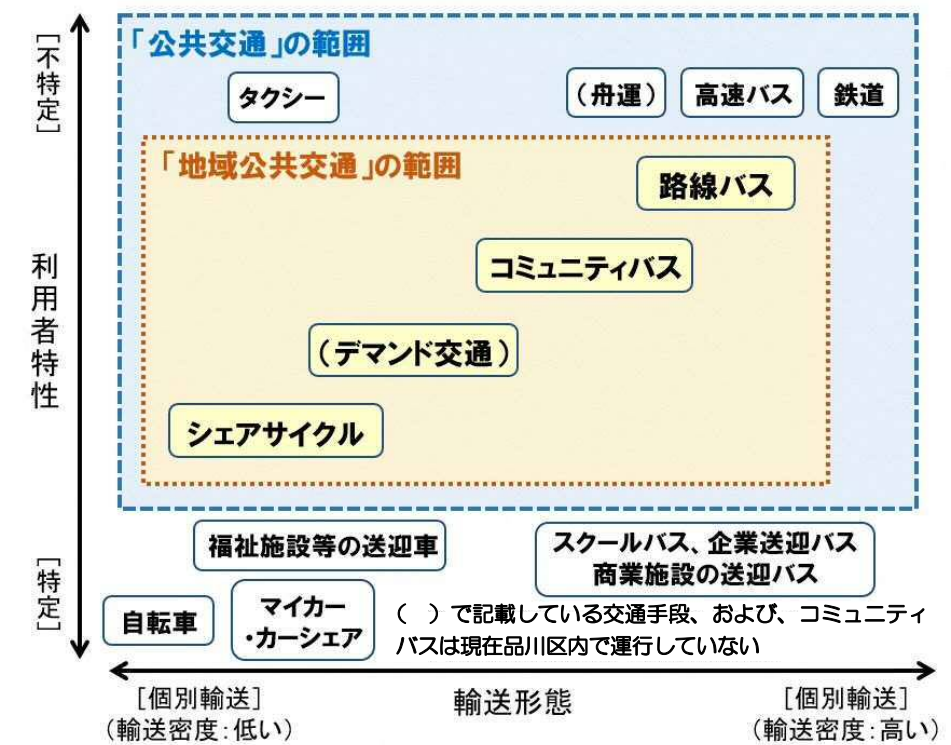 [不特定]
利用者特性
[特定]
「公共交通」の範囲
タクシー
(舟運)
高速バス
鉄道
「地域公共交通」の範囲
路線バス
コミュニティバス
(デマンド交通)
シェアサイクル
福祉施設等の送迎車
スクールバス、企業送迎バス
商業施設の送迎バス
自転車
マイカー
・カーシェア
(　)で記載している交通手段、および、コミュニティ
バスは現在品川区内で運行していない
[個別輸送]
(輸送密度:低い)
輸送形態
[個別輸送]
(輸送密度:高い)